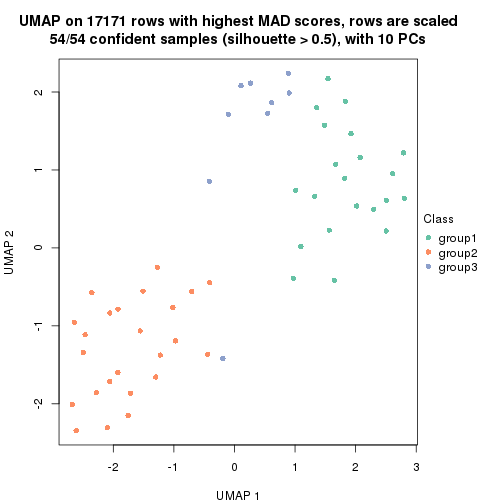 UMAP on 17171 rows with highest MAD scores, rows are scaled
54/54 confident samples (silhouette > 0.5), with 10 PCs
2
1
0
-1
-2
UMAP 2
-2
-1
0
1
2
3
UMAP 1
Class
group1
group2
group3